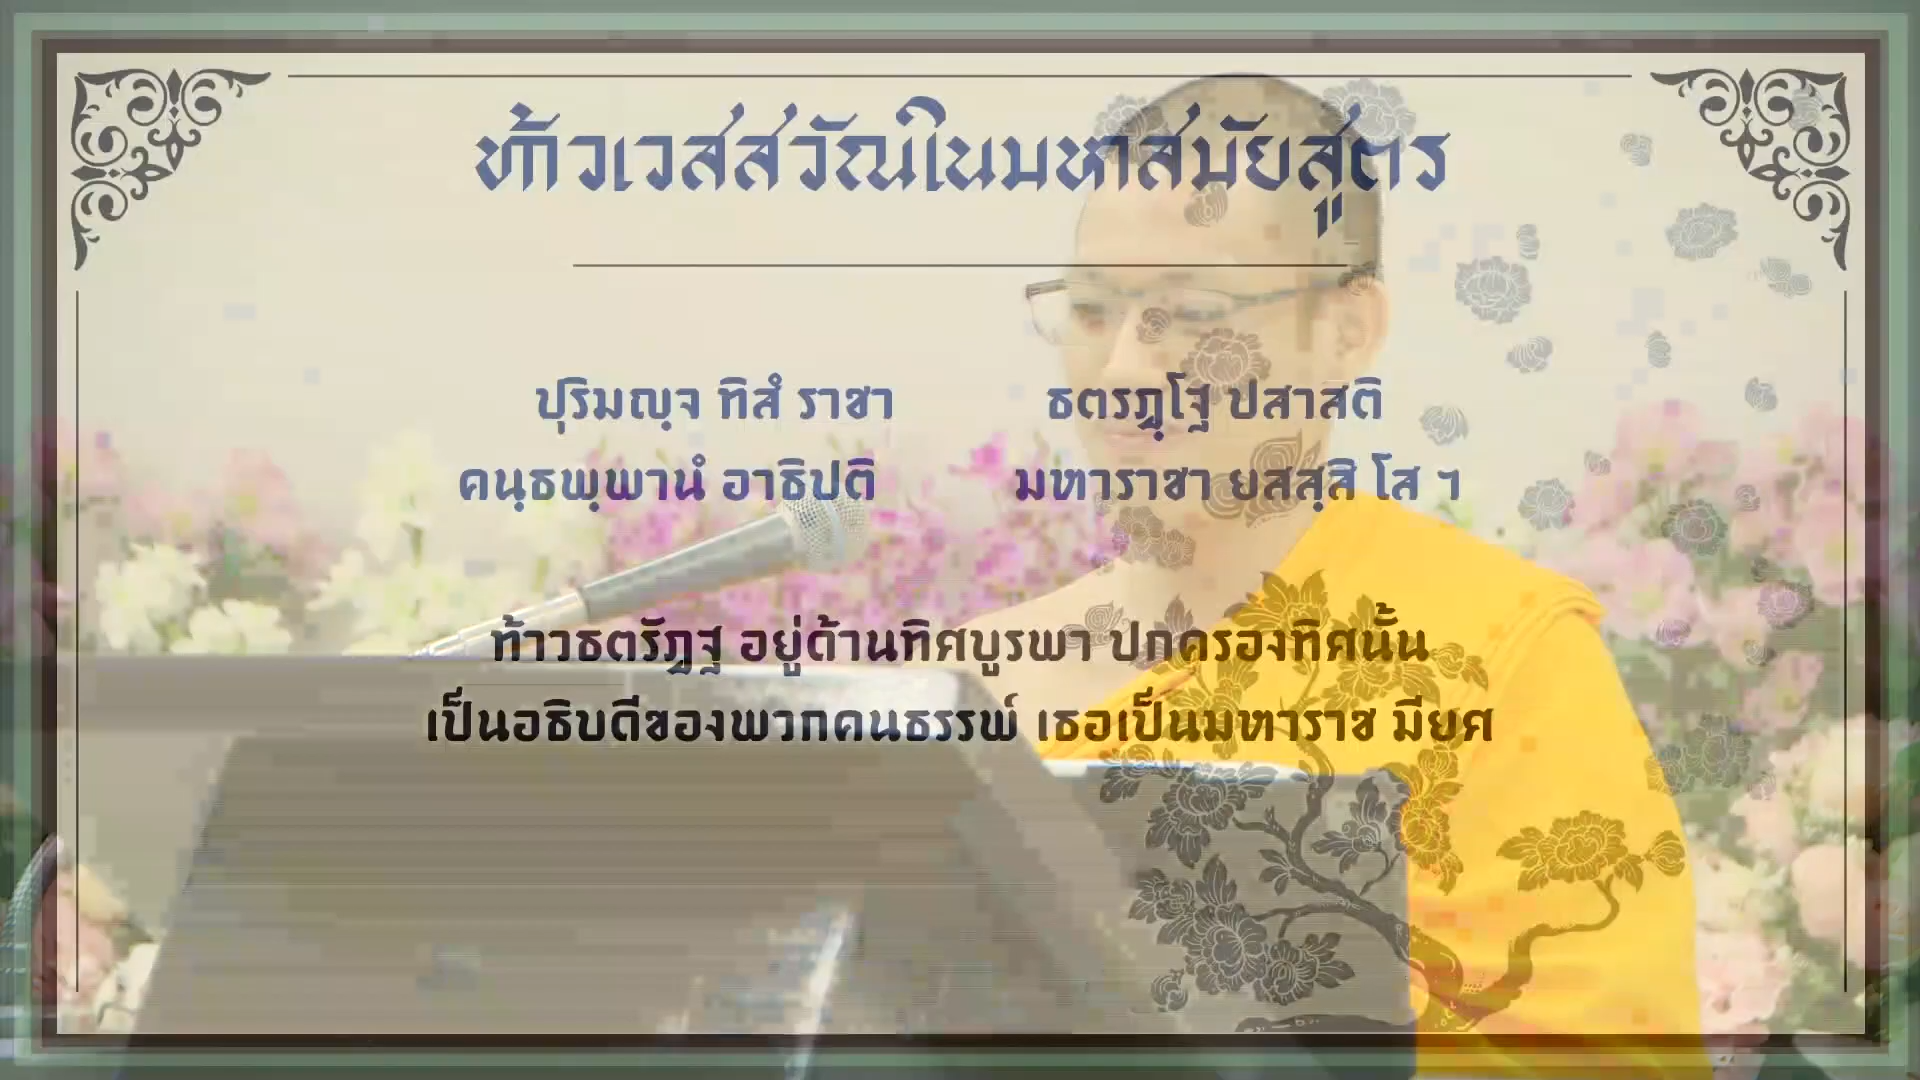 ท้าวเวสสวัณในมหาสมัยสูตร
ปุริมญฺจ ทิสํ ราชา ธตรฏฺโฐ ปสาสติ
คนฺธพฺพานํ อาธิปติ มหาราชา ยสสฺสิ โส ฯ
ท้าวธตรัฏฐ อยู่ด้านทิศบูรพา ปกครองทิศนั้น
เป็นอธิบดีของพวกคนธรรพ์ เธอเป็นมหาราช มียศ